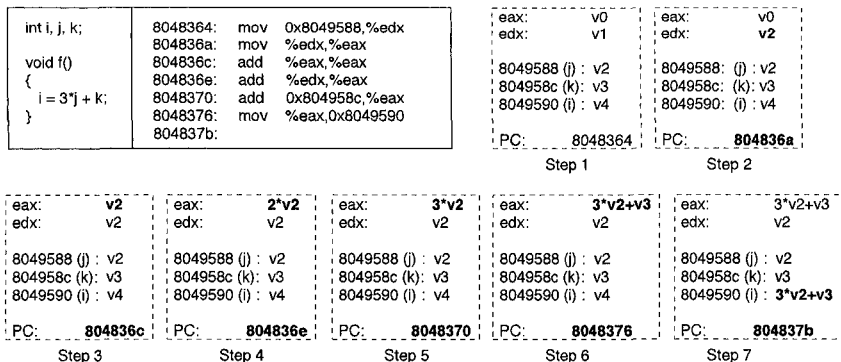 int i, j, k;
void f()
{
i = 3*j + k;
}
8048364: mov 0x8049588,%edx
804836a: mov %edx,%eax
804836c: add %eax,%eax
804836e: add %edx,%eax
8048370: add 0x804958c,%eax
8048376: mov %eax,0x8049590
804837b:
eax: v0
edx: v1
8049588 (j) : v2
804958c (k): v3
8049590 (i) : v4
PC: 8048364
Step 1
eax: v0
edx: v2
8049588: (j) : v2
804958c: (k) : v3
8049590: (i) : v4
PC: 804836a
Step 2
eax: v2
edx: v2
8049588 (j) : v2
804958c (k): v3
8049590 (i) : v4
PC: 804836c
Step 3
eax: 2*v2
edx: v2
8049588 (j) : v2
804958c (k): v3
8049590 (i) : v4
PC: 804836e
Step 4
eax: 3*v2
edx: v2
8049588 (j) : v2
804958c (k): v3
8049590 (i) : v4
PC: 8048370
Step 5
eax: 3*v2+v3
edx: v2
8049588 (j) : v2
804958c (k): v3
8049590 (i) : v4
PC: 8048376
Step 6
eax: 3*v2+v3
edx: v2
8049588 (j) : v2
804958c (k): v3
8049590 (i) : 3*v2+v3
PC: 804837b
Step 7